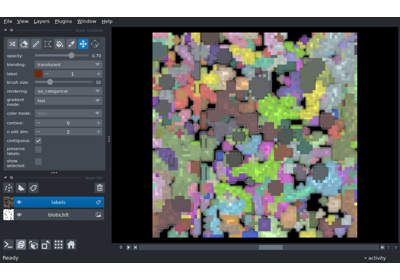 File View Layers Plugins Window Help
opacity: 0.70
blending: translucent
label: 1
brush size: 10
rendering: iso_categorical
gradient mode: fast
color mode:
contour: 0
n edit dim: 2
contiguous:
preserve labels:
show selected:
labels
blobs3dt
0
Ready
activity